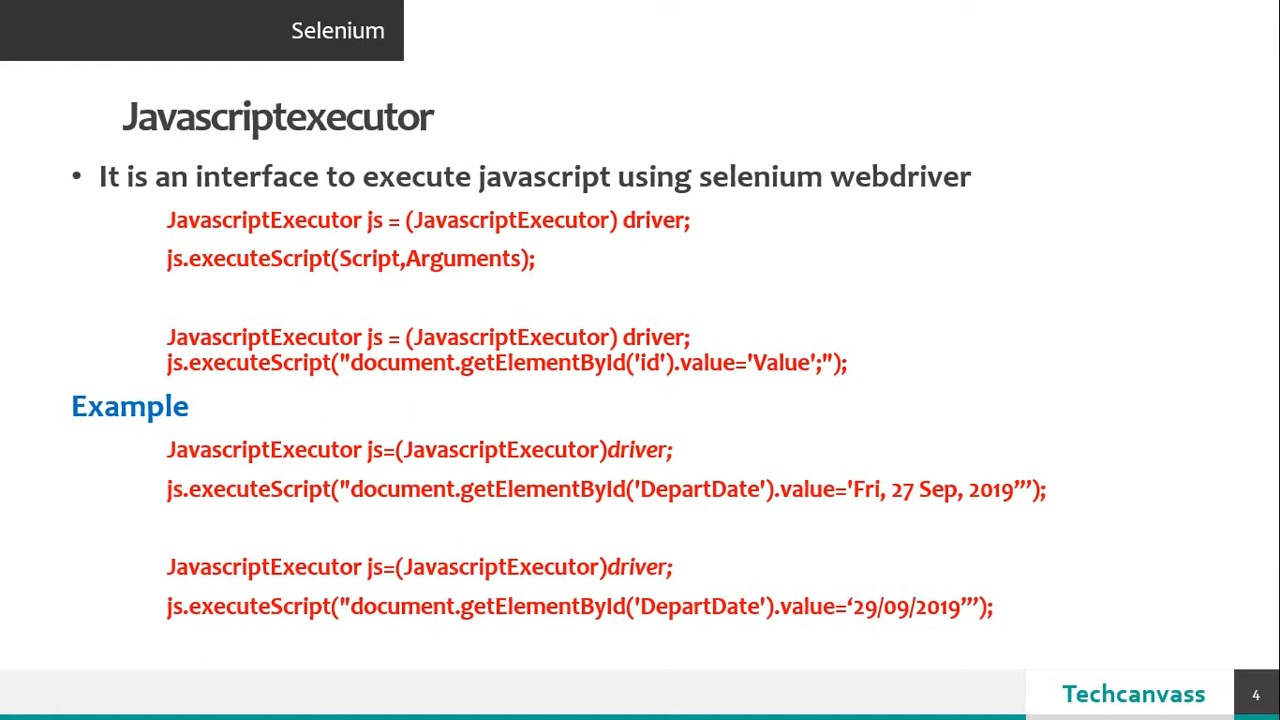 Selenium
Javascriptexecutor
• It is an interface to execute javascript using selenium webdriver
JavascriptExecutor js = (JavascriptExecutor) driver;
js.executeScript(Script,Arguments);
JavascriptExecutor js = (JavascriptExecutor) driver;
js.executeScript("document.getElementById('id').value='Value';");
Example
JavascriptExecutor js=(JavascriptExecutor)driver;
js.executeScript("document.getElementById('DepartDate').value='Fri, 27 Sep, 2019’”);
JavascriptExecutor js=(JavascriptExecutor)driver;
js.executeScript("document.getElementById('DepartDate').value=‘29/09/2019”’);
Techcanvass
4